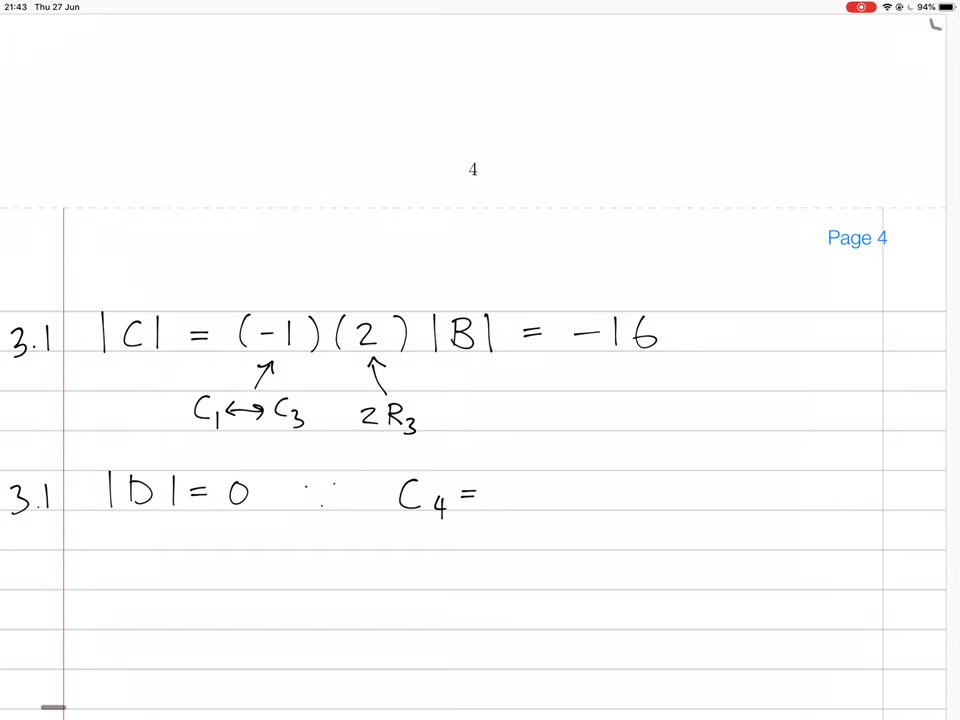 21:43 Thu 27 Jun 94%
4
Page 4
3.1 |C| = (-1)(2)|B| = -16
C₁ ↔ C₃ 2R₃
3.1 |D| = 0 ∵ C₄ =